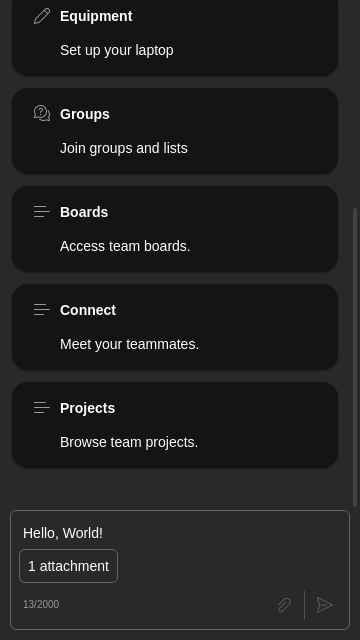 Equipment
Set up your laptop
Groups
Join groups and lists
Boards
Access team boards.
Connect
Meet your teammates.
Projects
Browse team projects.
Hello, World!
1 attachment
13/2000